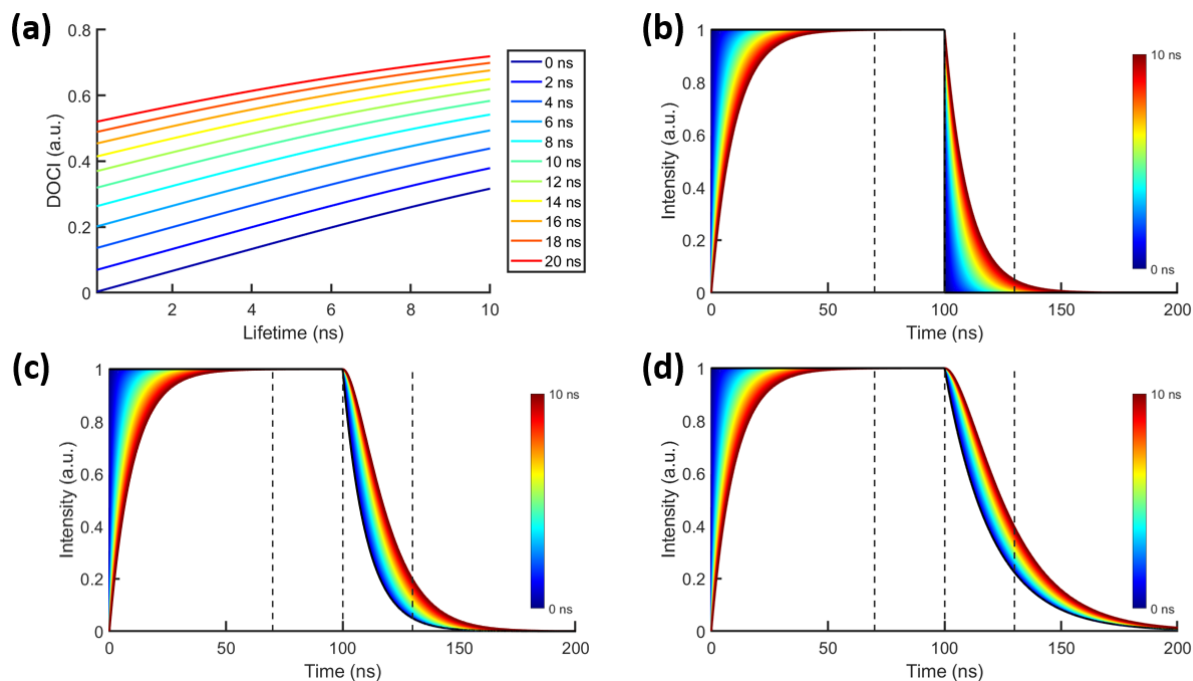 (a)
0.8
0.6
0.4
0.2
0
DOCI (a.u.)
2
4
6
8
10
Lifetime (ns)
0 ns
2 ns
4 ns
6 ns
8 ns
10 ns
12 ns
14 ns
16 ns
18 ns
20 ns
(b)
1
0.8
0.6
0.4
0.2
0
Intensity (a.u.)
0
50
100
150
200
Time (ns)
10 ns
0 ns
(c)
1
0.8
0.6
0.4
0.2
0
Intensity (a.u.)
0
50
100
150
200
Time (ns)
10 ns
0 ns
(d)
1
0.8
0.6
0.4
0.2
0
Intensity (a.u.)
0
50
100
150
200
Time (ns)
10 ns
0 ns